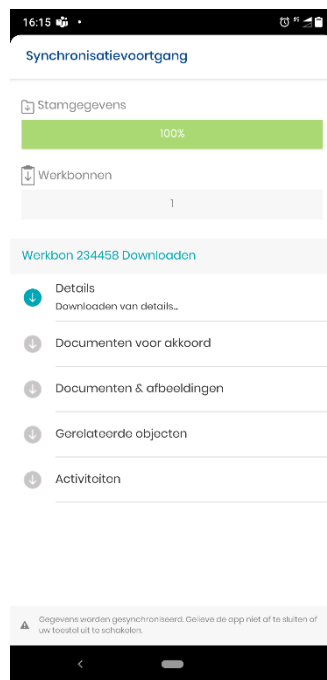 16:15
Synchronisatievoortgang
Stamgegevens
100%
Werkbonnen
1
Werkbon 234458 Downloaden
Details
Downloaden van details...
Documenten voor akkoord
Documenten & afbeeldingen
Gerelateerde objecten
Activiteiten
Gegevens worden gesynchroniseerd. Gelieve de app niet af te sluiten of
uw toestel uit te schakelen.